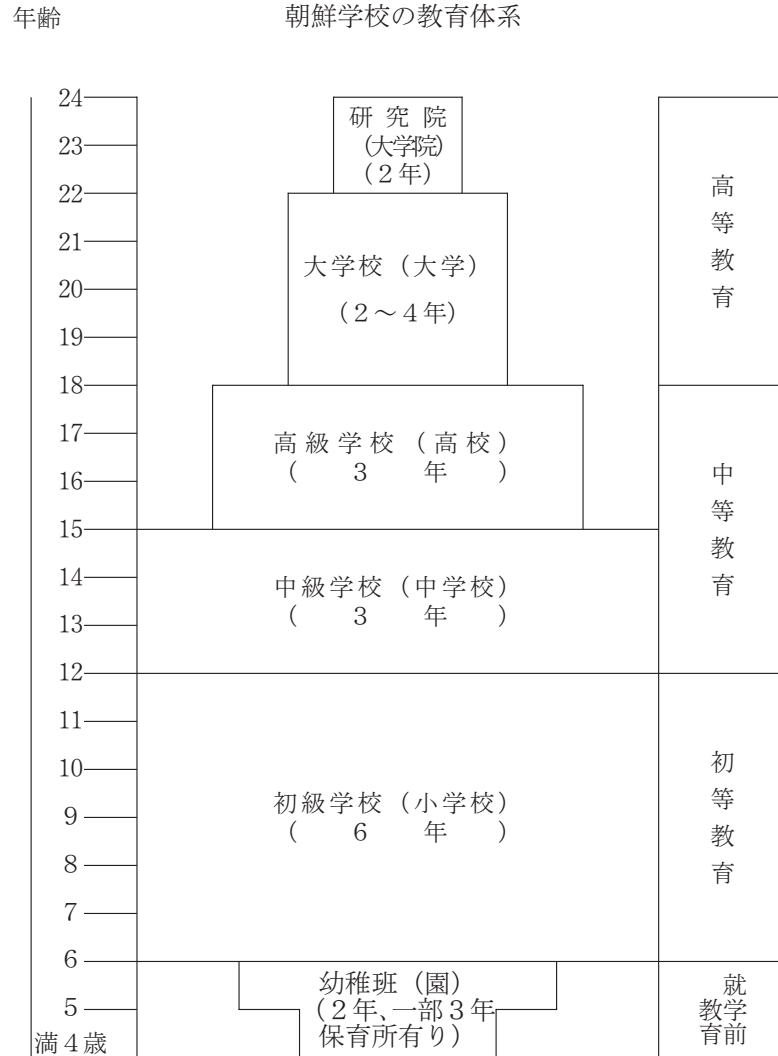 年齢
朝鮮学校の教育体系
24
23
22
21
20
19
18
17
16
15
14
13
12
11
10
9
8
7
6
5
満4歳
研究院
(大学院)
(2年)
大学校(大学)
(2～4年)
高級学校(高校)
(3年)
中級学校(中学校)
(3年)
初級学校(小学校)
(6年)
幼稚班(園)
(2年、一部3年
保育所有り)
高等教育
中等教育
初等教育
就学前
教育